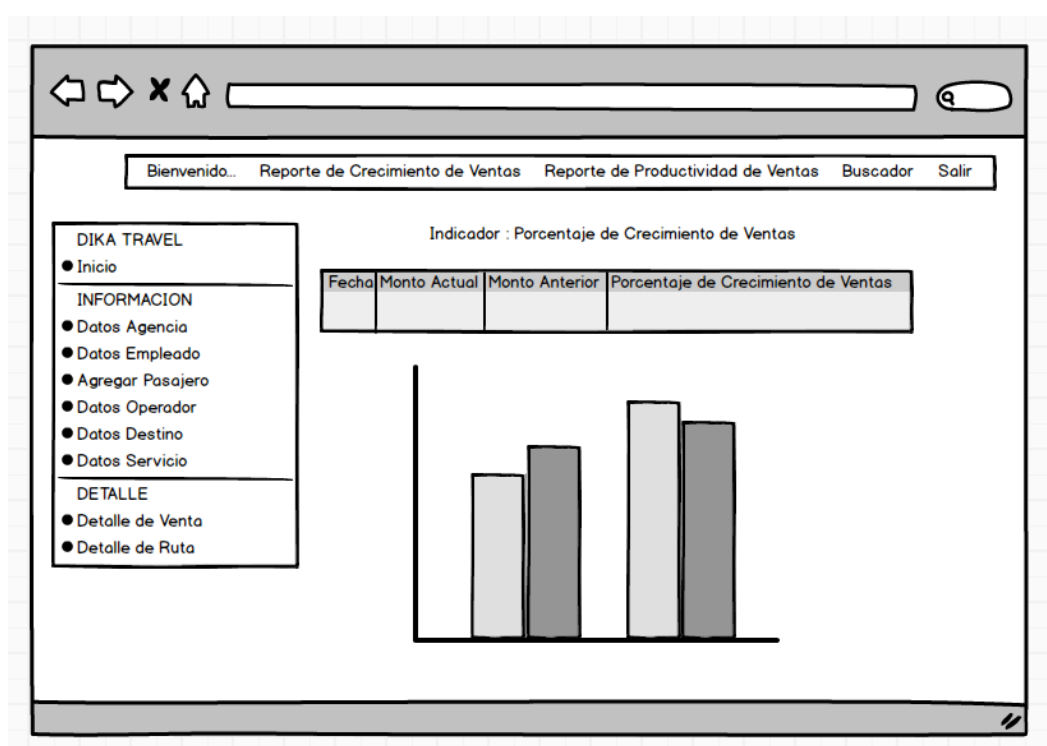 Bienvenido... Reporte de Crecimiento de Ventas Reporte de Productividad de Ventas Buscador Salir
DIKA TRAVEL
Inicio
INFORMACION
Datos Agencia
Datos Empleado
Agregar Pasajero
Datos Operador
Datos Destino
Datos Servicio
DETALLE
Detalle de Venta
Detalle de Ruta
Indicador : Porcentaje de Crecimiento de Ventas
Fecha Monto Actual Monto Anterior Porcentaje de Crecimiento de Ventas